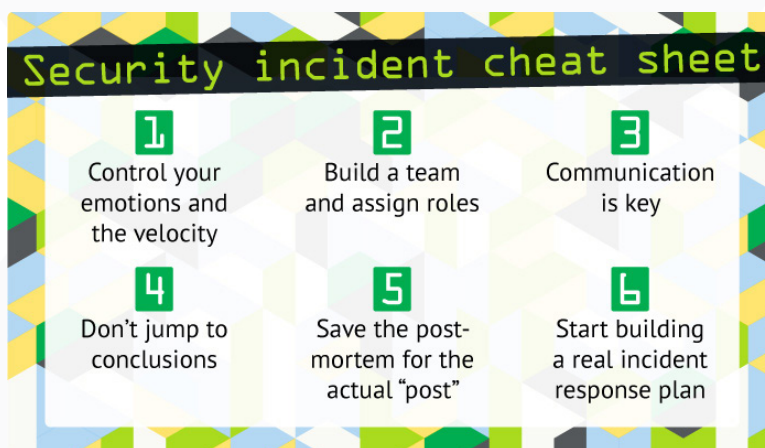 Security incident cheat sheet
1
Control your
emotions and
the velocity
2
Build a team
and assign roles
3
Communication
is key
4
Don’t jump to
conclusions
5
Save the post-
mortem for the
actual “post”
6
Start building
a real incident
response plan